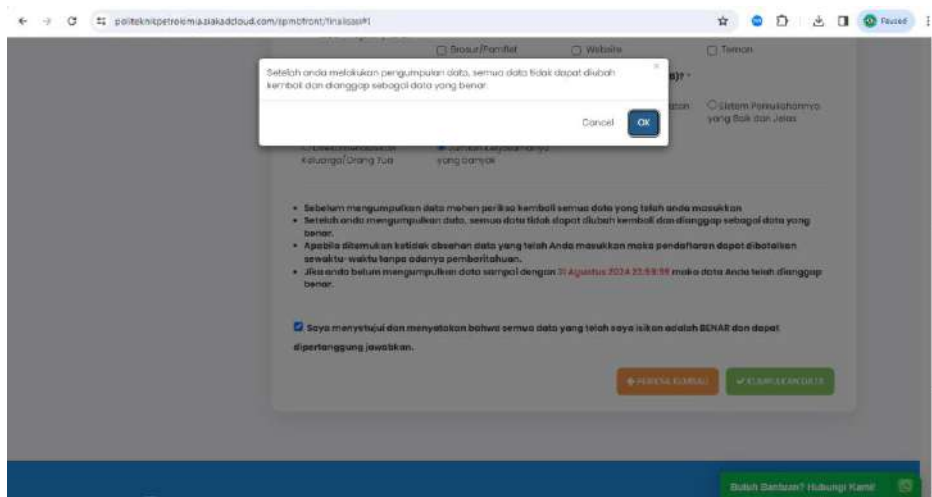 politeknikpetrokimia.siakadcloud.com/spmbfront/finalisasi#1
Paused
Brosur/Pamflet
Website
Teman
Setelah anda melakukan pengumpulan data, semua data tidak dapat diubah
kembali dan dianggap sebagai data yang benar.
×
Cancel
OK
Sistem Perkuliahannya
yang Baik dan Jelas
Keluarga/Orang Tua
yang banyak
• Sebelum mengumpulkan data mohon periksa kembali semua data yang telah anda masukkan
• Setelah anda mengumpulkan data, semua data tidak dapat diubah kembali dan dianggap sebagai data yang
benar.
• Apabila ditemukan ketidak absahan data yang telah Anda masukkan maka pendaftaran dapat dibatalkan
sewaktu-waktu tanpa adanya pemberitahuan.
• Jika anda belum mengumpulkan data sampai dengan 31 Agustus 2024 23:59:59 maka data Anda telah dianggap
benar.
Saya menyetujui dan menyatakan bahwa semua data yang telah saya isikan adalah BENAR dan dapat
dipertanggung jawabkan.
PERIKSA KEMBALI
KUMPULKAN DATA
Butuh Bantuan? Hubungi Kami!